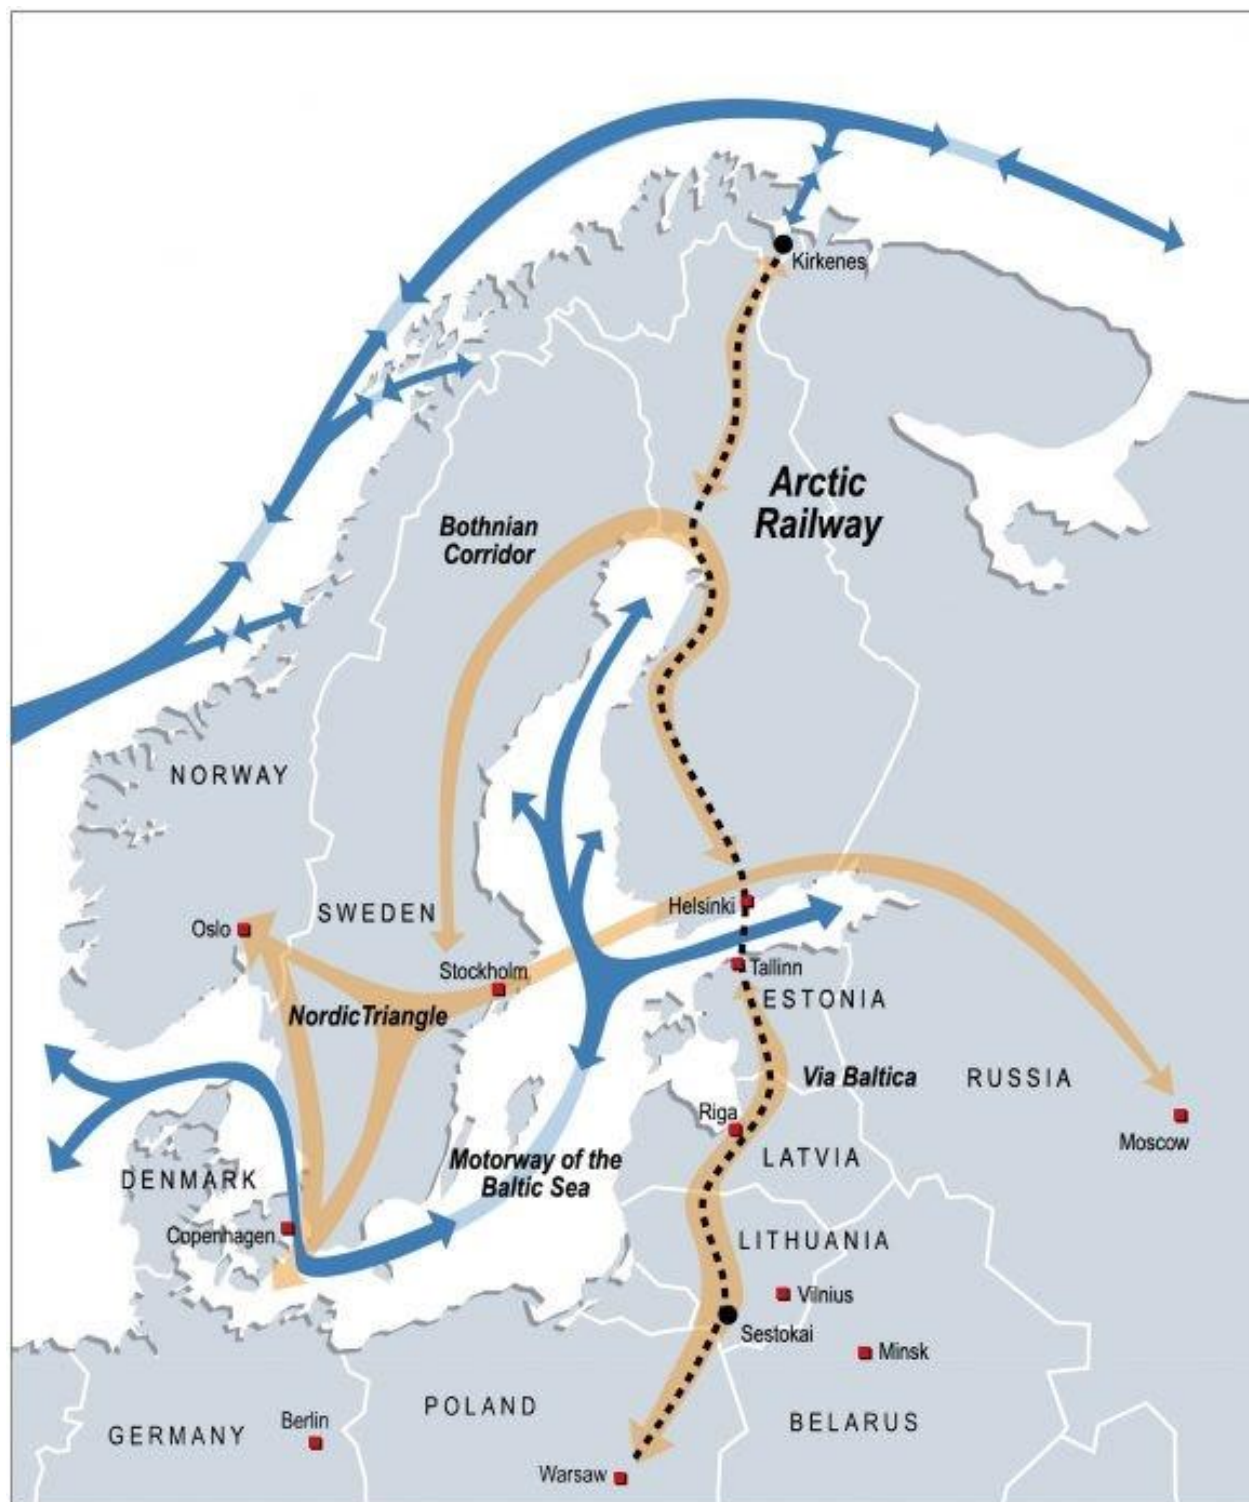 Kirkenes
Arctic
Railway
Bothnian
Corridor
NORWAY
SWEDEN
Helsinki
Oslo
Stockholm
Tallinn
ESTONIA
NordicTriangle
Via Baltica
RUSSIA
Riga
Moscow
Motorway of the
Baltic Sea
LATVIA
DENMARK
Copenhagen
LITHUANIA
Vilnius
Sestokai
Minsk
POLAND
BELARUS
Berlin
GERMANY
Warsaw